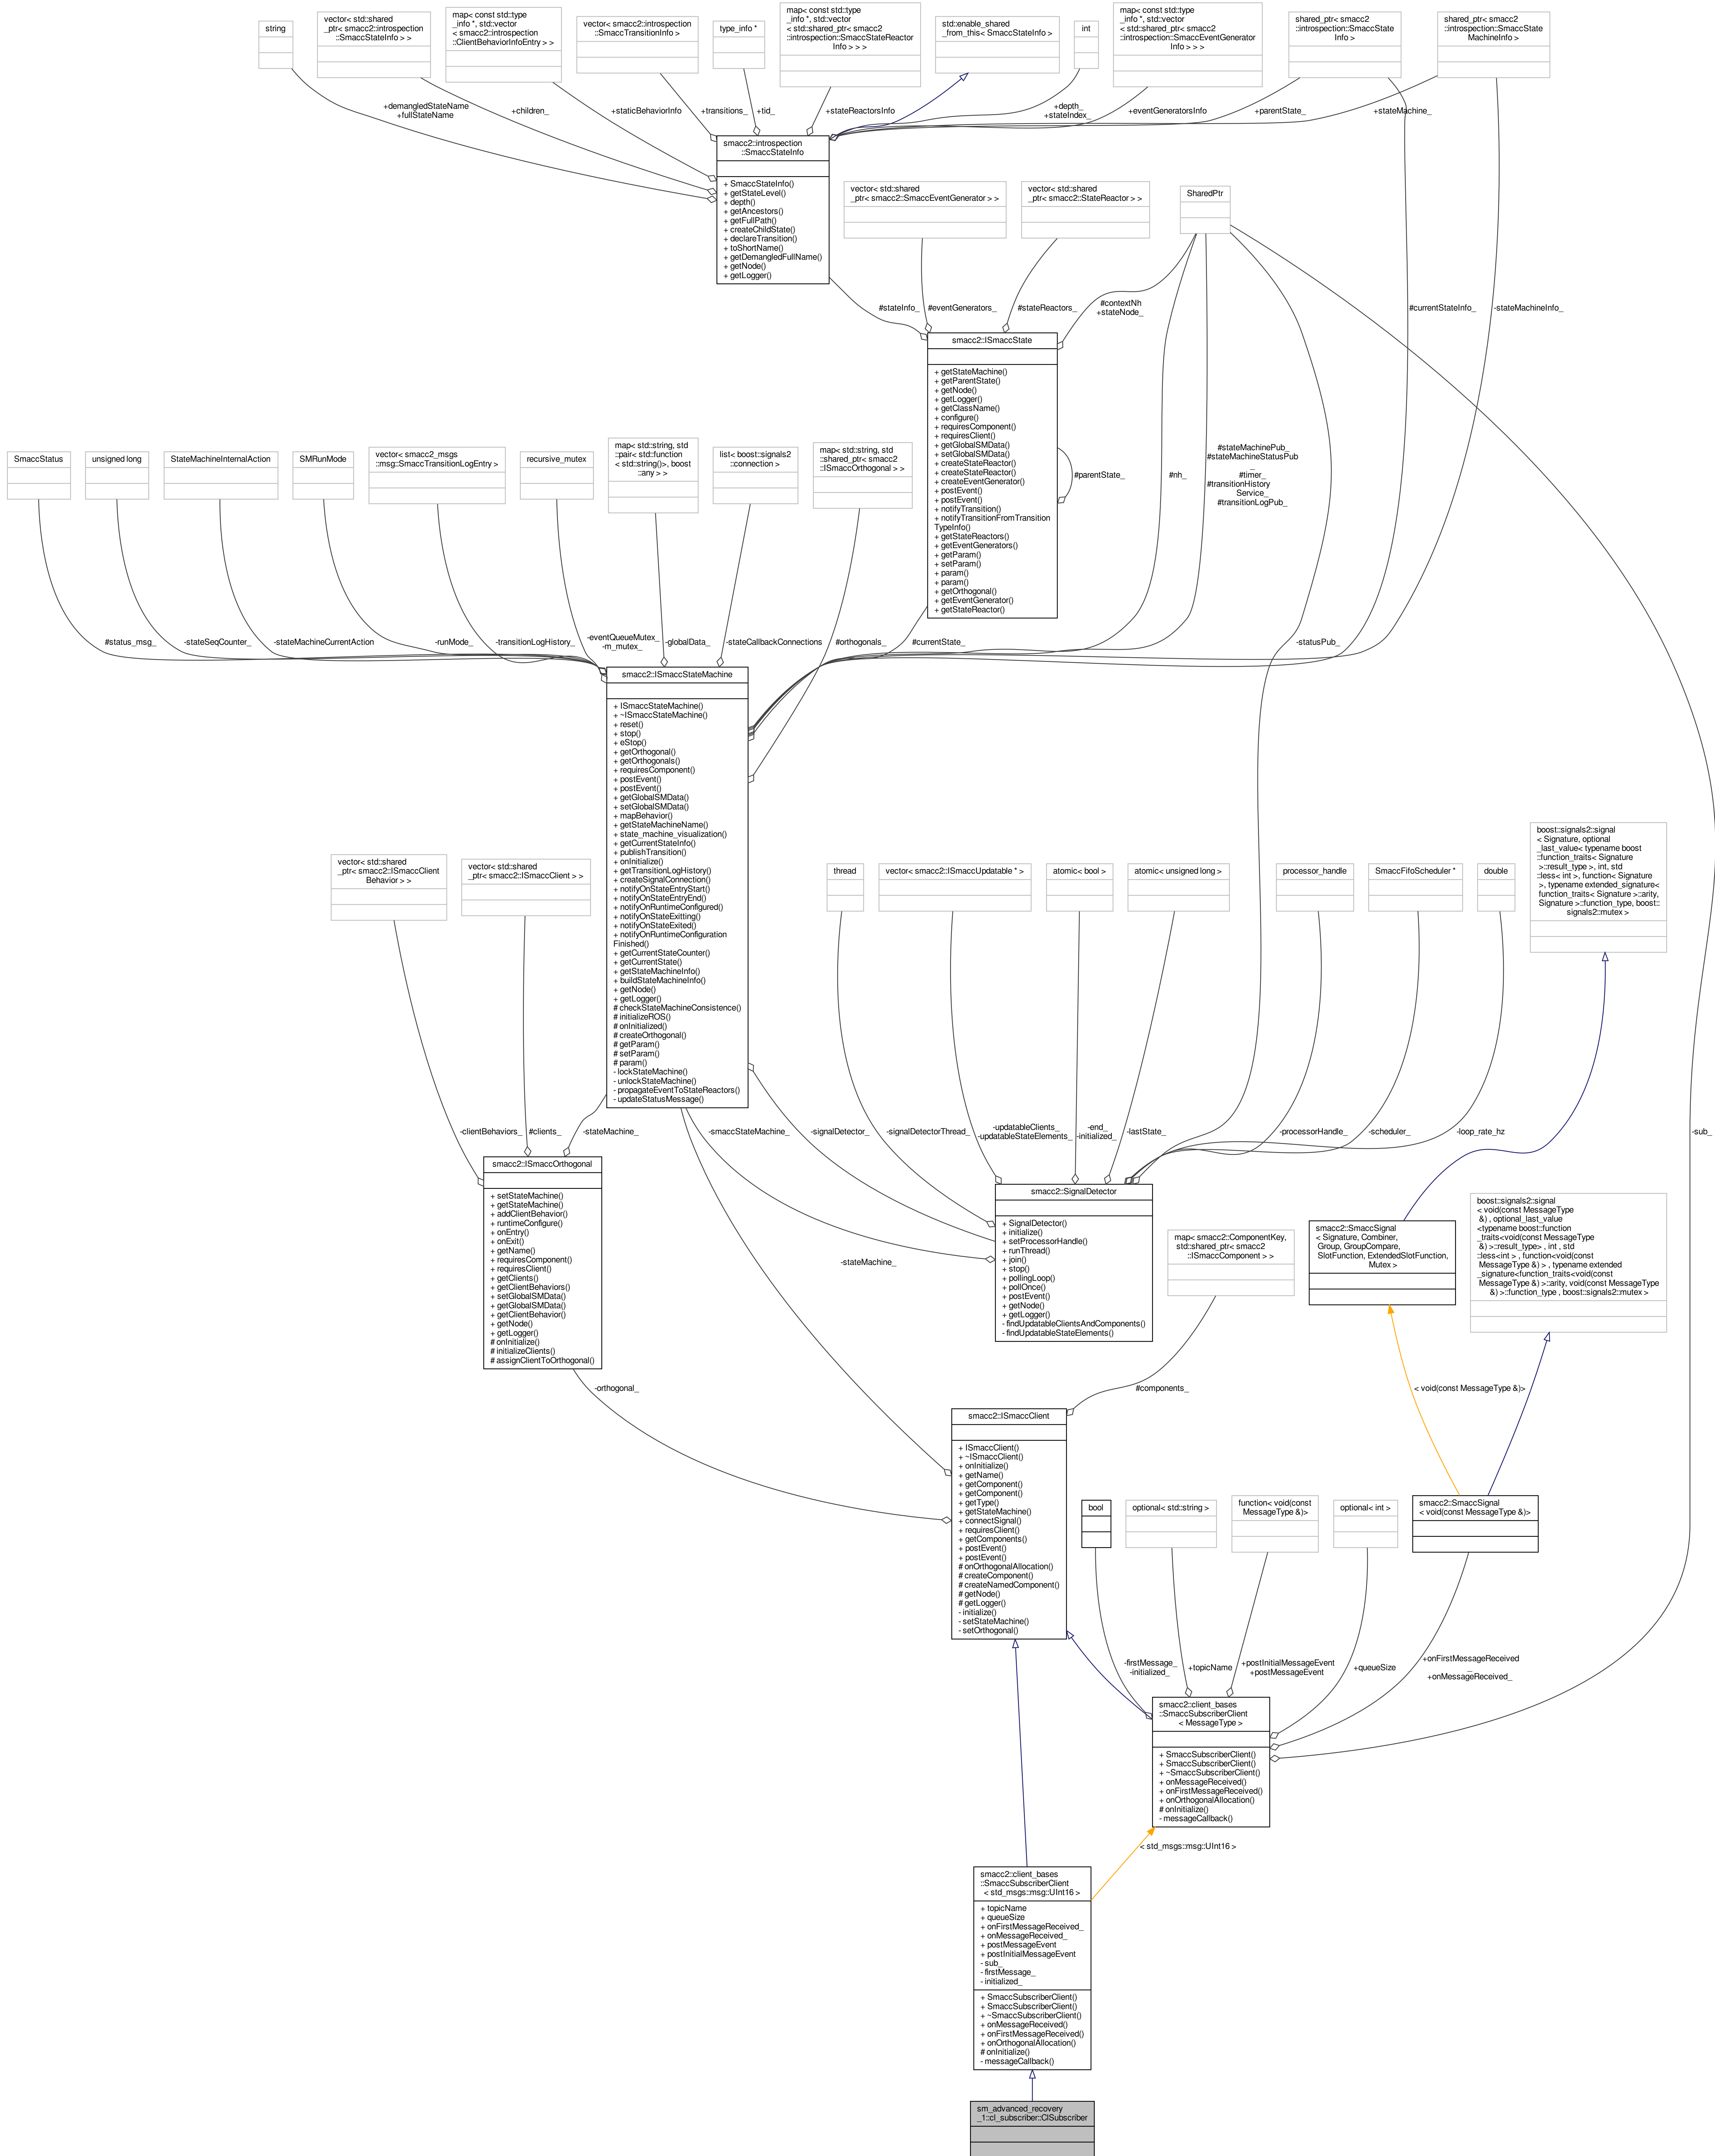 string
vector< std::shared
_ptr< smacc2::introspection
::SmaccStateInfo > >
map< const std::type
_info *, std::vector
< smacc2::introspection
::ClientBehaviorInfoEntry > >
vector< smacc2::introspection
::SmaccTransitionInfo >
type_info *
map< const std::type
_info *, std::vector
< std::shared_ptr< smacc2
::introspection::SmaccStateReactor
Info > > >
std::enable_shared
_from_this< SmaccStateInfo >
int
map< const std::type
_info *, std::vector
< std::shared_ptr< smacc2
::introspection::SmaccEventGenerator
Info > > >
shared_ptr< smacc2
::introspection::SmaccState
Info >
shared_ptr< smacc2
::introspection::SmaccState
MachineInfo >
+demangledStateName
+fullStateName
+children_
+staticBehaviorInfo
+transitions_
+tid_
+stateReactorsInfo
+depth_
+stateIndex_
+eventGeneratorsInfo
+parentState_
+stateMachine_
smacc2::introspection
::SmaccStateInfo
+ SmaccStateInfo()
+ getStateLevel()
+ depth()
+ getAncestors()
+ getFullPath()
+ createChildState()
+ declareTransition()
+ toShortName()
+ getDemangledFullName()
+ getNode()
+ getLogger()
vector< std::shared
_ptr< smacc2::SmaccEventGenerator > >
vector< std::shared
_ptr< smacc2::StateReactor > >
SharedPtr
#stateInfo_
#eventGenerators_
#stateReactors_
#contextNh
+stateNode_
#currentStateInfo_
-stateMachineInfo_
smacc2::ISmaccState
+ getStateMachine()
+ getParentState()
+ getNode()
+ getLogger()
+ getClassName()
+ configure()
+ requiresComponent()
+ requiresClient()
+ getGlobalSMData()
+ setGlobalSMData()
+ createStateReactor()
+ createStateReactor()
+ createEventGenerator()
+ postEvent()
+ postEvent()
+ notifyTransition()
+ notifyTransitionFromTransition
TypeInfo()
+ getStateReactors()
+ getEventGenerators()
+ getParam()
+ setParam()
+ param()
+ param()
+ getOrthogonal()
+ getEventGenerator()
+ getStateReactor()
#parentState_
#nh_
#stateMachinePub_
#stateMachineStatusPub
_
#timer_
#transitionHistory
Service_
#transitionLogPub_
SmaccStatus
unsigned long
StateMachineInternalAction
SMRunMode
vector< smacc2_msgs
::msg::SmaccTransitionLogEntry >
recursive_mutex
map< std::string, std
::pair< std::function
< std::string()>, boost
::any > >
list< boost::signals2
::connection >
map< std::string, std
::shared_ptr< smacc2
::ISmaccOrthogonal > >
#status_msg_
-stateSeqCounter_
-stateMachineCurrentAction
-runMode_
-transitionLogHistory_
-eventQueueMutex_
-m_mutex_
-globalData_
-stateCallbackConnections
#orthogonals_
#currentState_
-statusPub_
smacc2::ISmaccStateMachine
+ ISmaccStateMachine()
+ ~ISmaccStateMachine()
+ reset()
+ stop()
+ eStop()
+ getOrthogonal()
+ getOrthogonals()
+ requiresComponent()
+ postEvent()
+ postEvent()
+ getGlobalSMData()
+ setGlobalSMData()
+ mapBehavior()
+ getStateMachineName()
+ state_machine_visualization()
+ getCurrentStateInfo()
+ publishTransition()
+ onInitialize()
+ getTransitionLogHistory()
+ createSignalConnection()
+ notifyOnStateEntryStart()
+ notifyOnStateEntryEnd()
+ notifyOnRuntimeConfigured()
+ notifyOnStateExitting()
+ notifyOnStateExited()
+ notifyOnRuntimeConfiguration
Finished()
+ getCurrentStateCounter()
+ getCurrentState()
+ getStateMachineInfo()
+ buildStateMachineInfo()
+ getNode()
+ getLogger()
# checkStateMachineConsistence()
# initializeROS()
# onInitialized()
# createOrthogonal()
# getParam()
# setParam()
# param()
- lockStateMachine()
- unlockStateMachine()
- propagateEventToStateReactors()
- updateStatusMessage()
vector< std::shared
_ptr< smacc2::ISmaccClient
Behavior > >
vector< std::shared
_ptr< smacc2::ISmaccClient > >
thread
vector< smacc2::ISmaccUpdatable * >
atomic< bool >
atomic< unsigned long >
processor_handle
SmaccFifoScheduler *
double
boost::signals2::signal
< Signature, optional
_last_value< typename boost
::function_traits< Signature
>::result_type >, int, std
::less< int >, function< Signature
>, typename extended_signature<
function_traits< Signature >::arity,
Signature >::function_type, boost::
signals2::mutex >
-clientBehaviors_
#clients_
-stateMachine_
-smaccStateMachine_
-signalDetector_
-signalDetectorThread_
-updatableClients_
-updatableStateElements_
-end_
-initialized_
-lastState_
-processorHandle_
-scheduler_
-loop_rate_hz
-sub_
smacc2::ISmaccOrthogonal
+ setStateMachine()
+ getStateMachine()
+ addClientBehavior()
+ runtimeConfigure()
+ onEntry()
+ onExit()
+ getName()
+ requiresComponent()
+ requiresClient()
+ getClients()
+ getClientBehaviors()
+ setGlobalSMData()
+ getGlobalSMData()
+ getClientBehavior()
+ getNode()
+ getLogger()
# onInitialize()
# initializeClients()
# assignClientToOrthogonal()
smacc2::SignalDetector
+ SignalDetector()
+ initialize()
+ setProcessorHandle()
+ runThread()
+ join()
+ stop()
+ pollingLoop()
+ pollOnce()
+ postEvent()
+ getNode()
+ getLogger()
- findUpdatableClientsAndComponents()
- findUpdatableStateElements()
map< smacc2::ComponentKey,
std::shared_ptr< smacc2
::ISmaccComponent > >
smacc2::SmaccSignal
< Signature, Combiner,
Group, GroupCompare,
SlotFunction, ExtendedSlotFunction,
Mutex >
boost::signals2::signal
< void(const MessageType
&) , optional_last_value
<typename boost::function
_traits<void(const MessageType
&) >::result_type> , int , std
::less<int > , function<void(const
MessageType &) > , typename extended
_signature<function_traits<void(const
MessageType &) >::arity, void(const MessageType
&) >::function_type , boost::signals2::mutex >
-stateMachine_
-orthogonal_
#components_
< void(const MessageType &)>
smacc2::ISmaccClient
+ ISmaccClient()
+ ~ISmaccClient()
+ onInitialize()
+ getName()
+ getComponent()
+ getComponent()
+ getType()
+ getStateMachine()
+ connectSignal()
+ requiresClient()
+ getComponents()
+ postEvent()
+ postEvent()
# onOrthogonalAllocation()
# createComponent()
# createNamedComponent()
# getNode()
# getLogger()
- initialize()
- setStateMachine()
- setOrthogonal()
bool
optional< std::string >
function< void(const
MessageType &)>
optional< int >
smacc2::SmaccSignal
< void(const MessageType &)>
-firstMessage_
-initialized_
+topicName
+postInitialMessageEvent
+postMessageEvent
+queueSize
+onFirstMessageReceived
_
+onMessageReceived_
smacc2::client_bases
::SmaccSubscriberClient
< MessageType >
+ SmaccSubscriberClient()
+ SmaccSubscriberClient()
+ ~SmaccSubscriberClient()
+ onMessageReceived()
+ onFirstMessageReceived()
+ onOrthogonalAllocation()
# onInitialize()
- messageCallback()
< std_msgs::msg::UInt16 >
smacc2::client_bases
::SmaccSubscriberClient
< std_msgs::msg::UInt16 >
+ topicName
+ queueSize
+ onFirstMessageReceived_
+ onMessageReceived_
+ postMessageEvent
+ postInitialMessageEvent
- sub_
- firstMessage_
- initialized_
+ SmaccSubscriberClient()
+ SmaccSubscriberClient()
+ ~SmaccSubscriberClient()
+ onMessageReceived()
+ onFirstMessageReceived()
+ onOrthogonalAllocation()
# onInitialize()
- messageCallback()
sm_advanced_recovery
_1::cl_subscriber::ClSubscriber